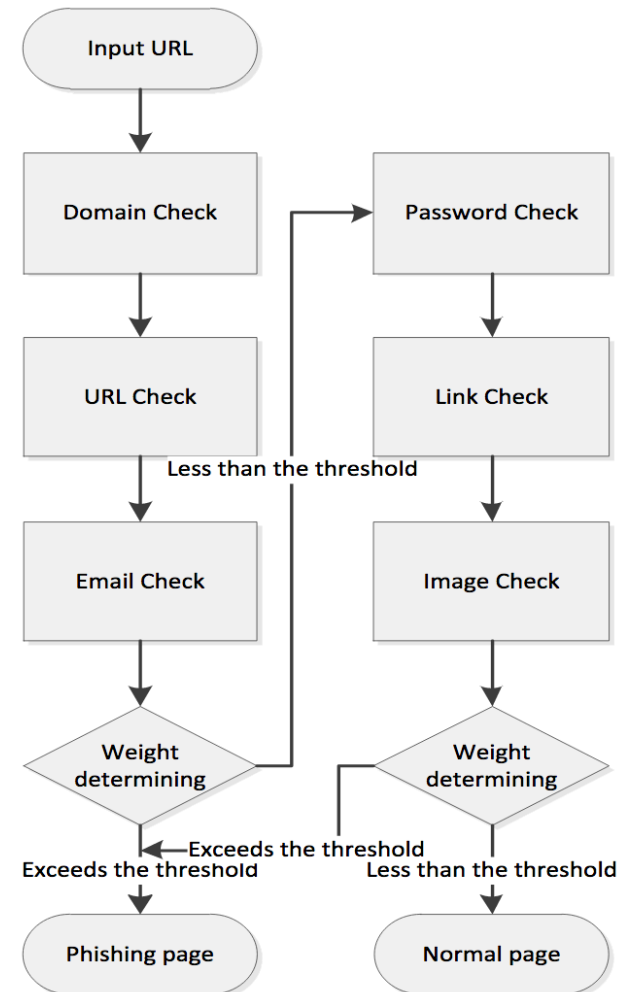 Input URL
Domain Check
URL Check
Email Check
Weight
determining
Less than the threshold
Password Check
Link Check
Image Check
Weight
determining
Exceeds the threshold
Exceeds the threshold
Less than the threshold
Phishing page
Normal page